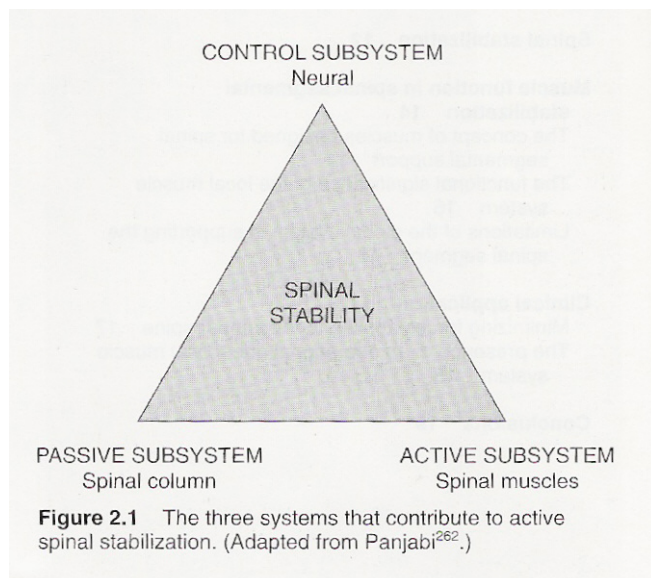 CONTROL SUBSYSTEM
Neural
SPINAL
STABILITY
PASSIVE SUBSYSTEM
Spinal column
ACTIVE SUBSYSTEM
Spinal muscles
Figure 2.1 The three systems that contribute to active
spinal stabilization. (Adapted from Panjabi²⁶².)